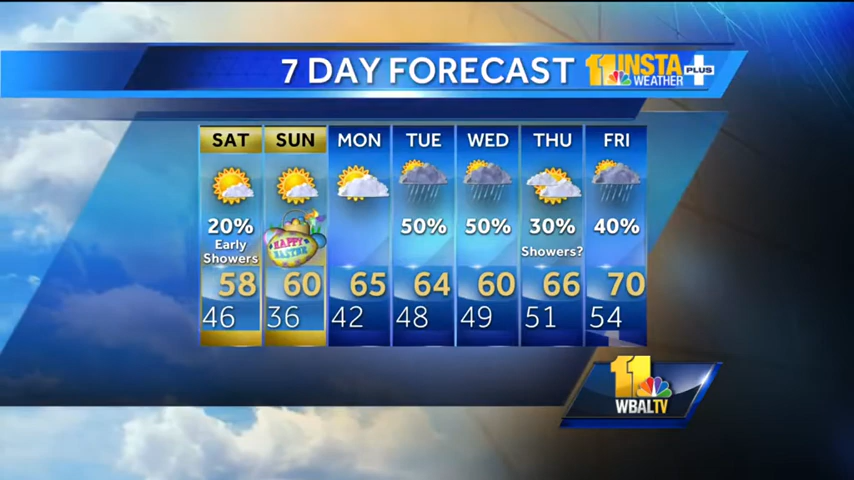 7 DAY FORECAST 11 INSTA WEATHER PLUS
SAT SUN MON TUE WED THU FRI
20% 50% 50% 30% 40%
Early Showers
HAPPY EASTER
Showers?
58 60 65 64 60 66 70
46 36 42 48 49 51 54
11
WBALTV